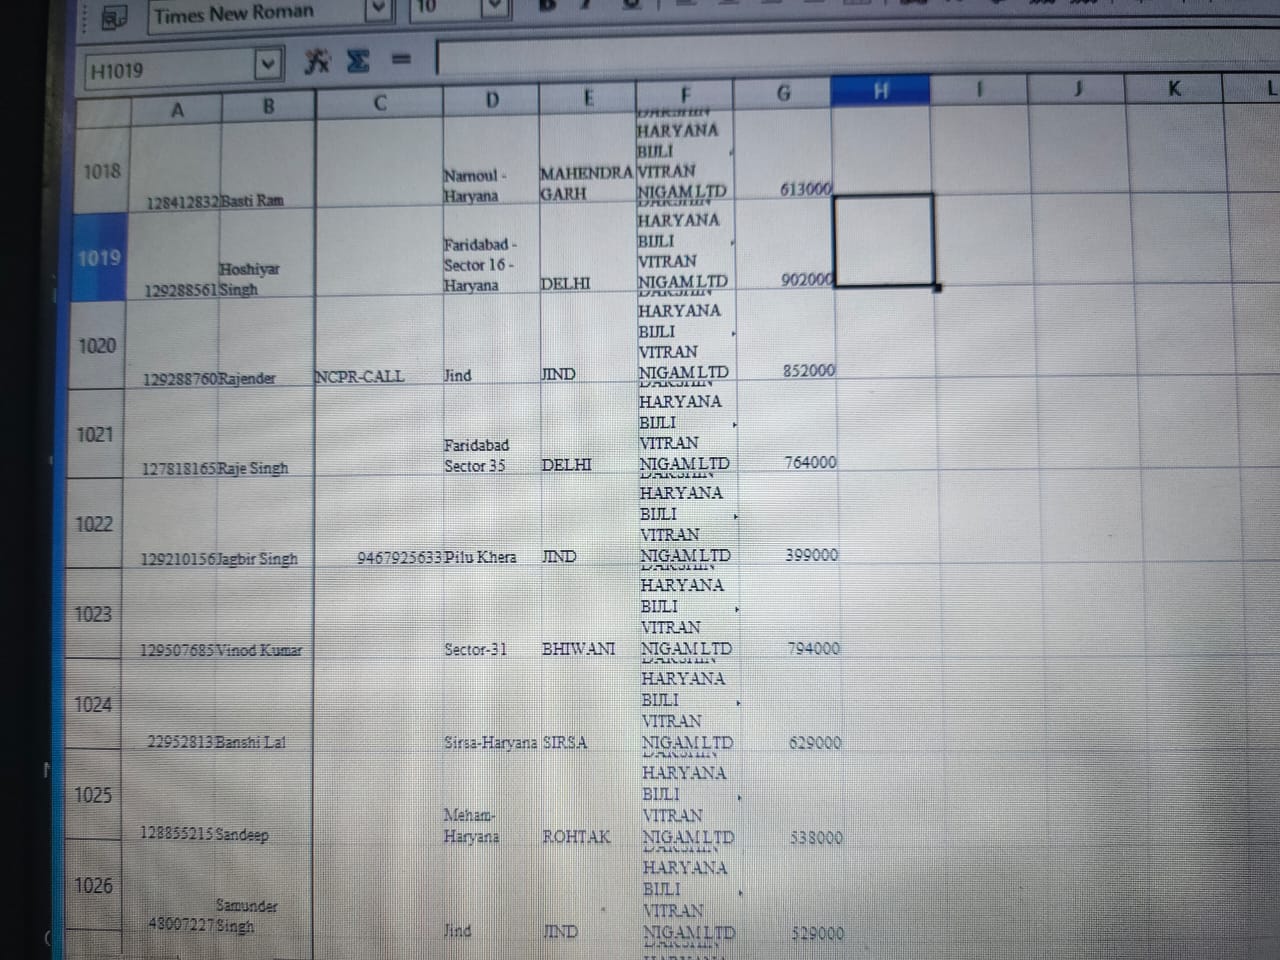 Times New Roman 10
H1019 fx Σ =
A B C D E F G H I J K L
1018 128412832 Basti Ram Narnoul - Haryana MAHENDRA GARH HARYANA BIJLI VITRAN NIGAM LTD 613000
1019 129288561 Hoshiyar Singh Faridabad - Sector 16 - Haryana DELHI DAKSHIN HARYANA BIJLI VITRAN NIGAM LTD 902000
1020 129288760 Rajender NCPR-CALL Jind JIND DAKSHIN HARYANA BIJLI VITRAN NIGAM LTD 852000
1021 127818165 Raje Singh Faridabad Sector 35 DELHI DAKSHIN HARYANA BIJLI VITRAN NIGAM LTD 764000
1022 129210156 Jagbir Singh 9467925633 Pilu Khera JIND DAKSHIN HARYANA BIJLI VITRAN NIGAM LTD 399000
1023 129507685 Vinod Kumar Sector-31 BHIWANI DAKSHIN HARYANA BIJLI VITRAN NIGAM LTD 794000
1024 22952813 Banshi Lal Sirsa-Haryana SIRSA DAKSHIN HARYANA BIJLI VITRAN NIGAM LTD 629000
1025 128855215 Sandeep Meham- Haryana ROHTAK DAKSHIN HARYANA BIJLI VITRAN NIGAM LTD 538000
1026 48007227 Samunder Singh Jind JIND DAKSHIN HARYANA BIJLI VITRAN NIGAM LTD 529000